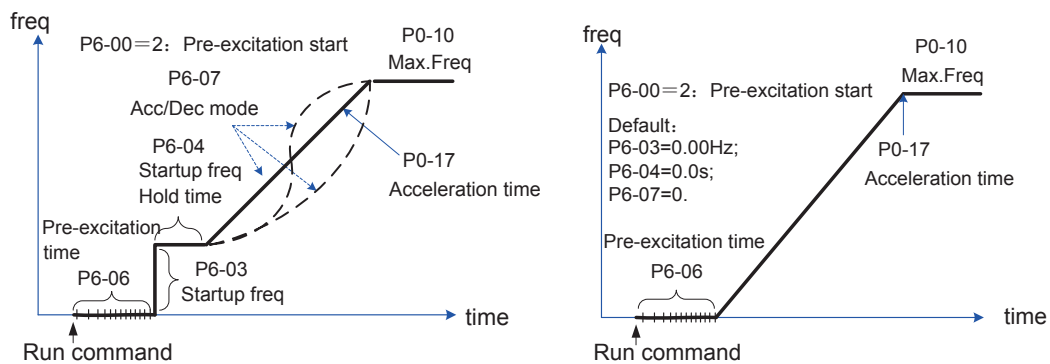 freq
P6-00=2: Pre-excitation start
P0-10
Max.Freq
P6-07
Acc/Dec mode
P6-04
Startup freq
Hold time
P0-17
Acceleration time
Pre-excitation
time
P6-06
P6-03
Startup freq
time
Run command
freq
P0-10
Max.Freq
P6-00=2: Pre-excitation start
Default:
P6-03=0.00Hz;
P6-04=0.0s;
P6-07=0.
P0-17
Acceleration time
Pre-excitation time
P6-06
time
Run command